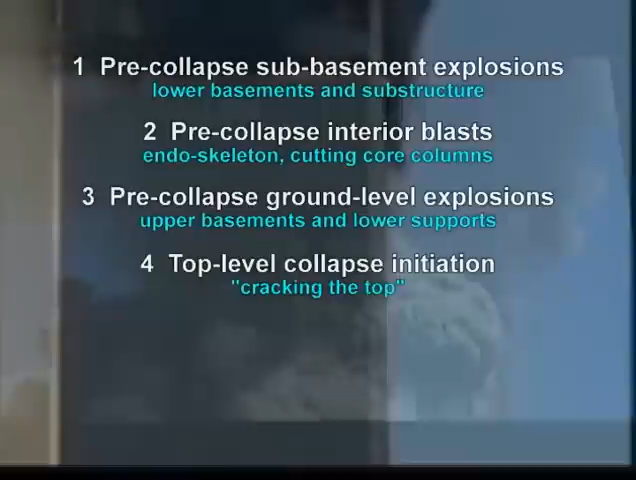 1 Pre-collapse sub-basement explosions
lower basements and substructure
2 Pre-collapse interior blasts
endo-skeleton, cutting core columns
3 Pre-collapse ground-level explosions
upper basements and lower supports
4 Top-level collapse initiation
"cracking the top"